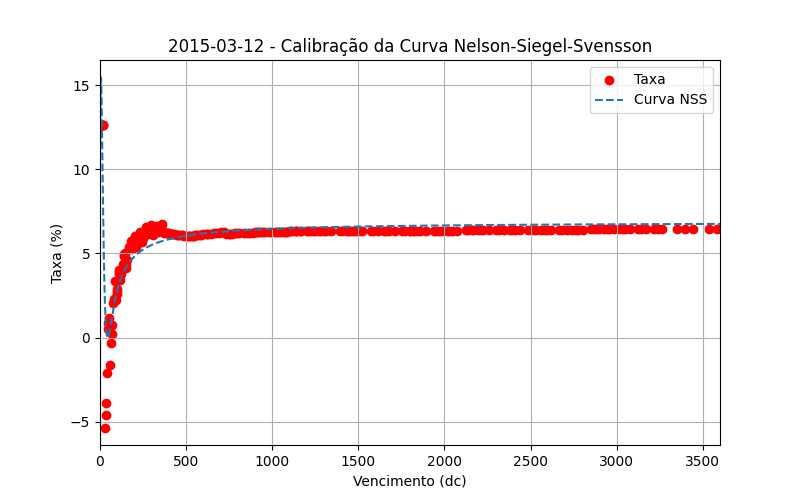 2015-03-12 - Calibração da Curva Nelson-Siegel-Svensson
Taxa
Curva NSS
Taxa (%)
15
10
5
0
−5
0 500 1000 1500 2000 2500 3000 3500
Vencimento (dc)